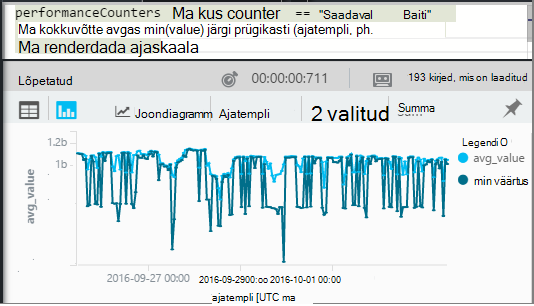 performanceCounters Ma kus counter == "Saadaval Baiti"
Ma kokkuvõtte avgas min(value) järgi prügikasti (ajatempli, ph.
Ma renderdada ajaskaala
Lõpetatud 00:00:00:711 193 kirjed, mis on laaditud
Joondiagramm Ajatempli 2 valitud Summa
1.2b
1b
avg_value
Legendi O
avg_value
min väärtus
2016-09-27 00:00 2016-09-2900:oo 2016-10-01 00:00
ajatempli [UTC ma